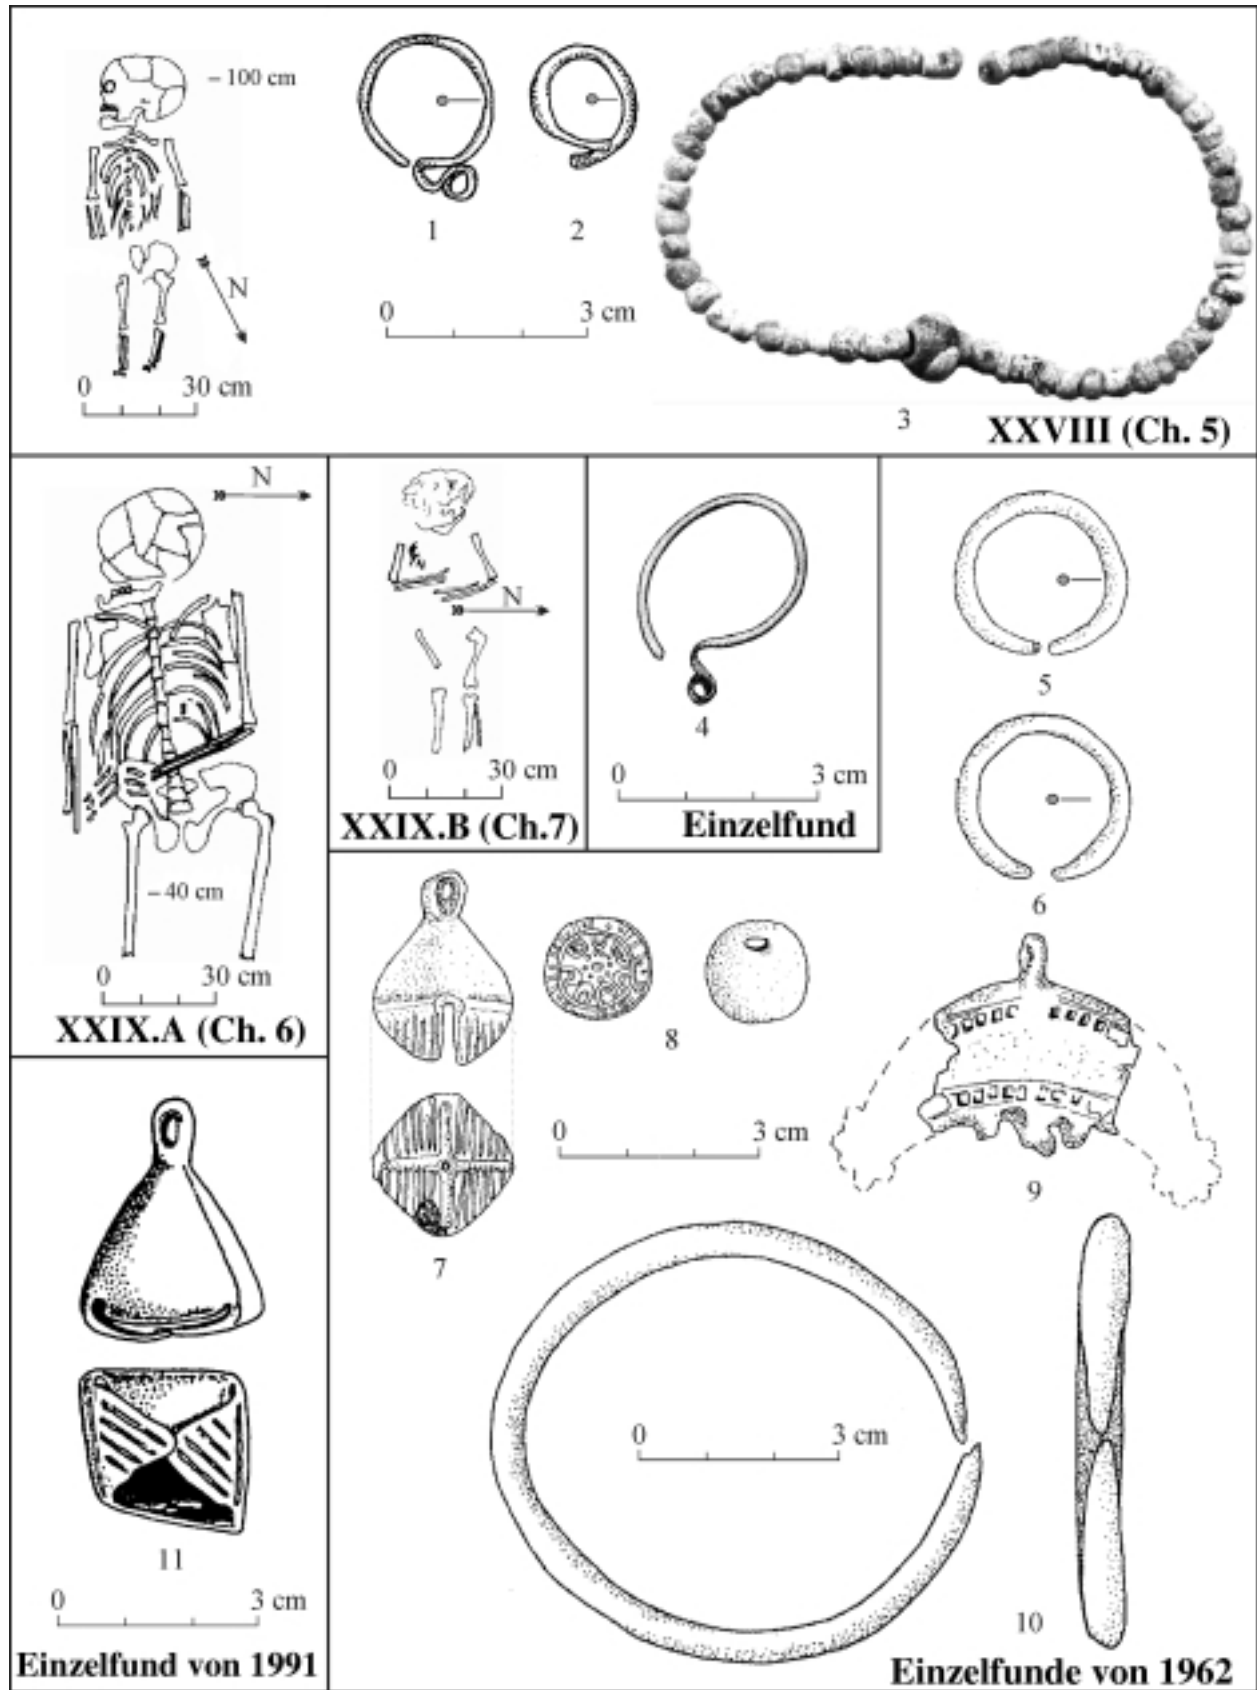 – 100 cm
N
0 30 cm
1
2
0 3 cm
3
XXVIII (Ch. 5)
N
– 40 cm
0 30 cm
XXIX.A (Ch. 6)
N
0 30 cm
XXIX.B (Ch.7)
4
0 3 cm
Einzelfund
5
6
7
8
0 3 cm
9
0 3 cm
10
Einzelfunde von 1962
11
0 3 cm
Einzelfund von 1991